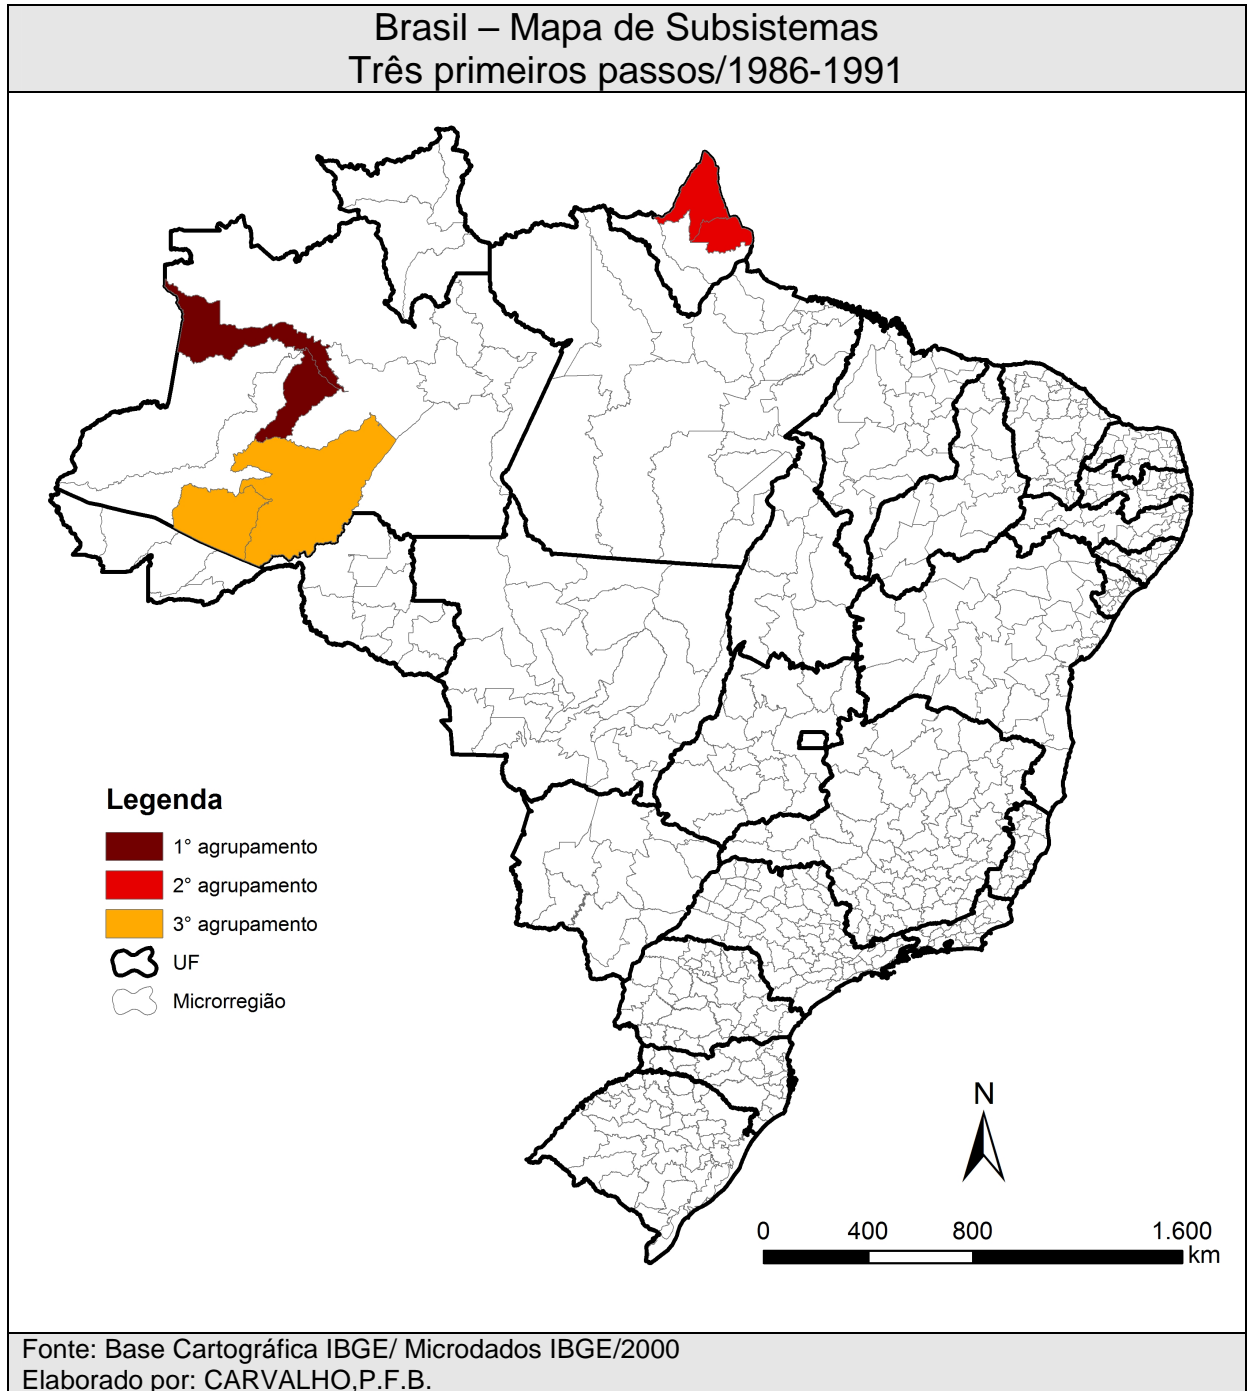 Brasil – Mapa de Subsistemas
Três primeiros passos/1986-1991
Legenda
1° agrupamento
2° agrupamento
3° agrupamento
UF
Microrregião
N
0 400 800 1.600
km
Fonte: Base Cartográfica IBGE/ Microdados IBGE/2000
Elaborado por: CARVALHO,P.F.B.